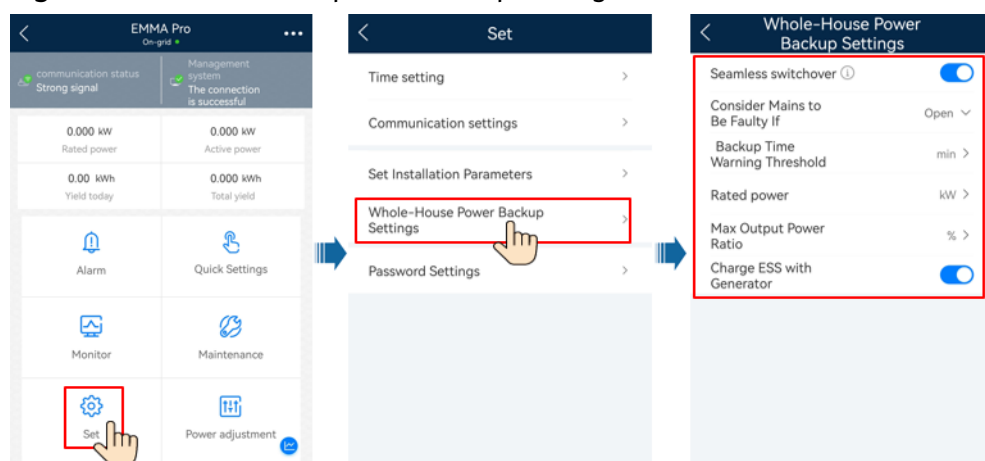 EMMA Pro
On-grid
communication status
Strong signal
Management
system
The connection
is successful
0.000 kW
Rated power
0.000 kW
Active power
0.00 kWh
Yield today
0.000 kWh
Total yield
Alarm
Quick Settings
Monitor
Maintenance
Set
Power adjustment
Set
Time setting
Communication settings
Set Installation Parameters
Whole-House Power Backup
Settings
Password Settings
Whole-House Power
Backup Settings
Seamless switchover
Consider Mains to
Be Faulty If
Open
Backup Time
Warning Threshold
min
Rated power
kW
Max Output Power
Ratio
%
Charge ESS with
Generator